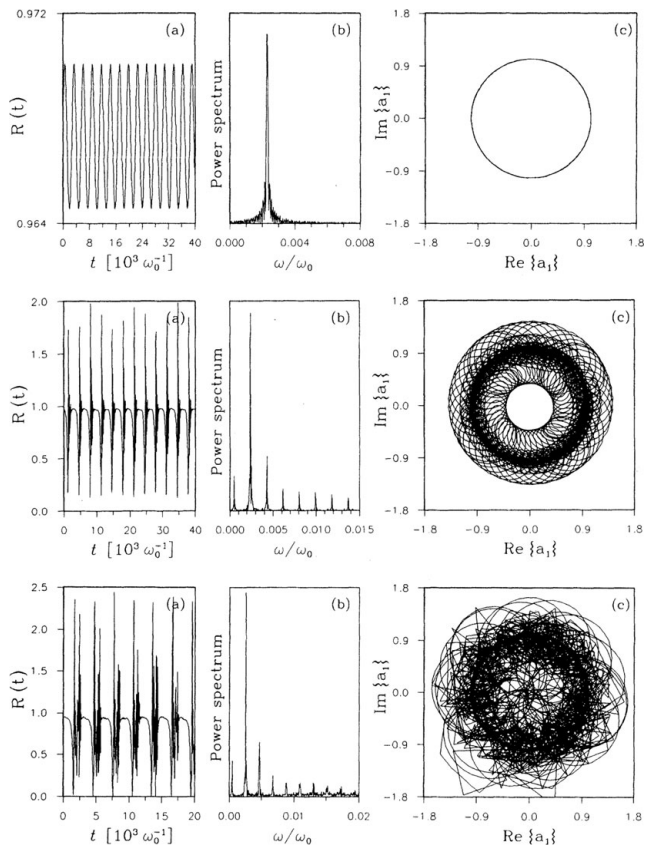 0.972
(a)
R (t)
0.964
0 8 16 24 32 40
t [10³ ω₀⁻¹]
(b)
Power spectrum
0.000 0.004 0.008
ω/ω₀
(c)
1.8
0.9
0.0
-0.9
-1.8
Im {a₁}
-1.8 -0.9 0.0 0.9 1.8
Re {a₁}
2.0
1.5
1.0
0.5
0.0
(a)
R (t)
0 10 20 30 40
t [10³ ω₀⁻¹]
(b)
Power spectrum
0.000 0.005 0.010 0.015
ω/ω₀
(c)
1.8
0.9
0.0
-0.9
-1.8
Im {a₁}
-1.8 -0.9 0.0 0.9 1.8
Re {a₁}
2.5
2.0
1.5
1.0
0.5
0.0
(a)
R (t)
0 5 10 15 20
t [10³ ω₀⁻¹]
(b)
Power spectrum
0.00 0.01 0.02
ω/ω₀
(c)
1.8
0.9
0.0
-0.9
-1.8
Im {a₁}
-1.8 -0.9 0.0 0.9 1.8
Re {a₁}